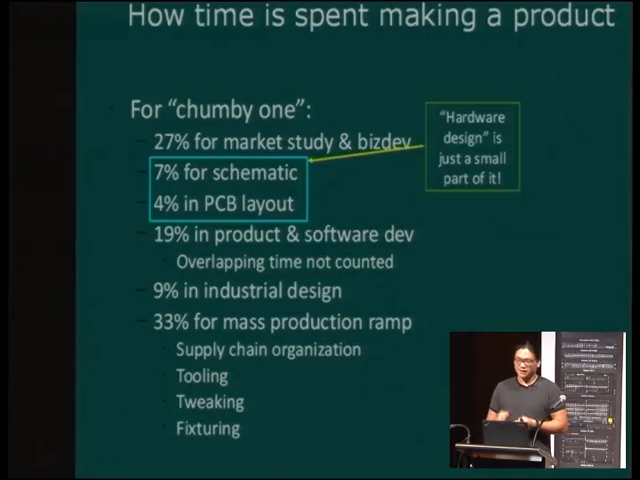 How time is spent making a product
For “chumby one”:
– 27% for market study & bizdev
– 7% for schematic
– 4% in PCB layout
– 19% in product & software dev
Overlapping time not counted
– 9% in industrial design
– 33% for mass production ramp
Supply chain organization
Tooling
Tweaking
Fixturing
“Hardware
design” is
just a small
part of it!